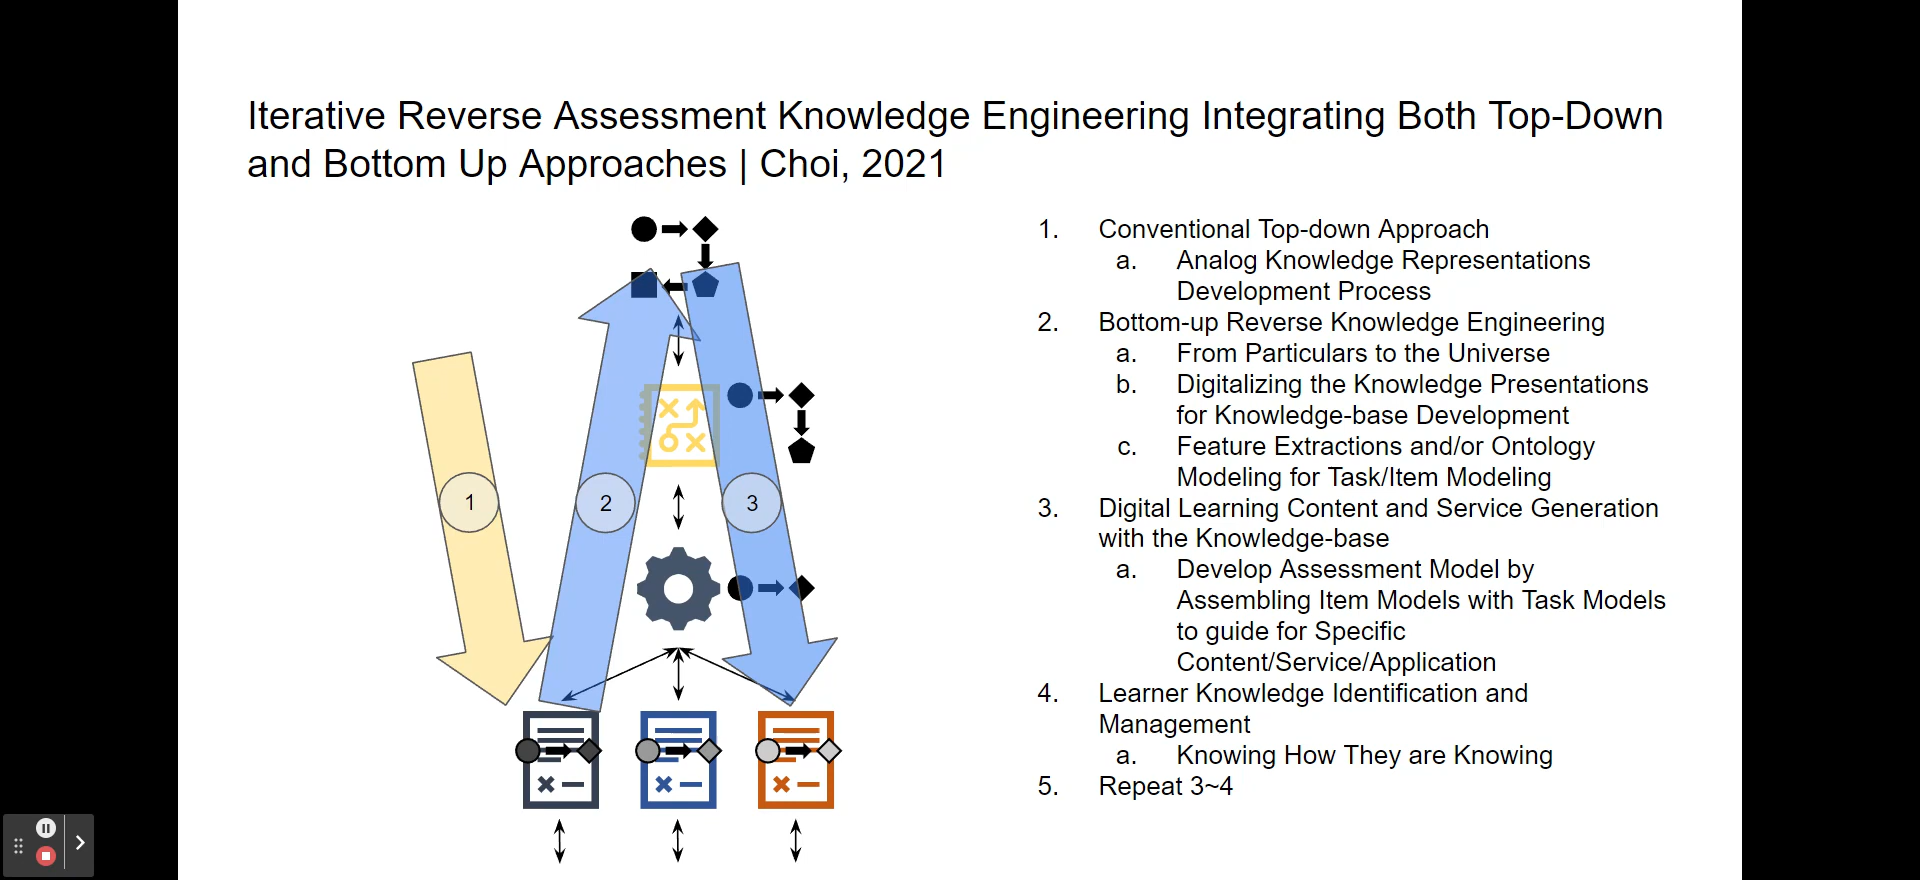 Iterative Reverse Assessment Knowledge Engineering Integrating Both Top-Down
and Bottom Up Approaches | Choi, 2021
1
2
3
1. Conventional Top-down Approach
a. Analog Knowledge Representations
Development Process
2. Bottom-up Reverse Knowledge Engineering
a. From Particulars to the Universe
b. Digitalizing the Knowledge Presentations
for Knowledge-base Development
c. Feature Extractions and/or Ontology
Modeling for Task/Item Modeling
3. Digital Learning Content and Service Generation
with the Knowledge-base
a. Develop Assessment Model by
Assembling Item Models with Task Models
to guide for Specific
Content/Service/Application
4. Learner Knowledge Identification and
Management
a. Knowing How They are Knowing
5. Repeat 3~4